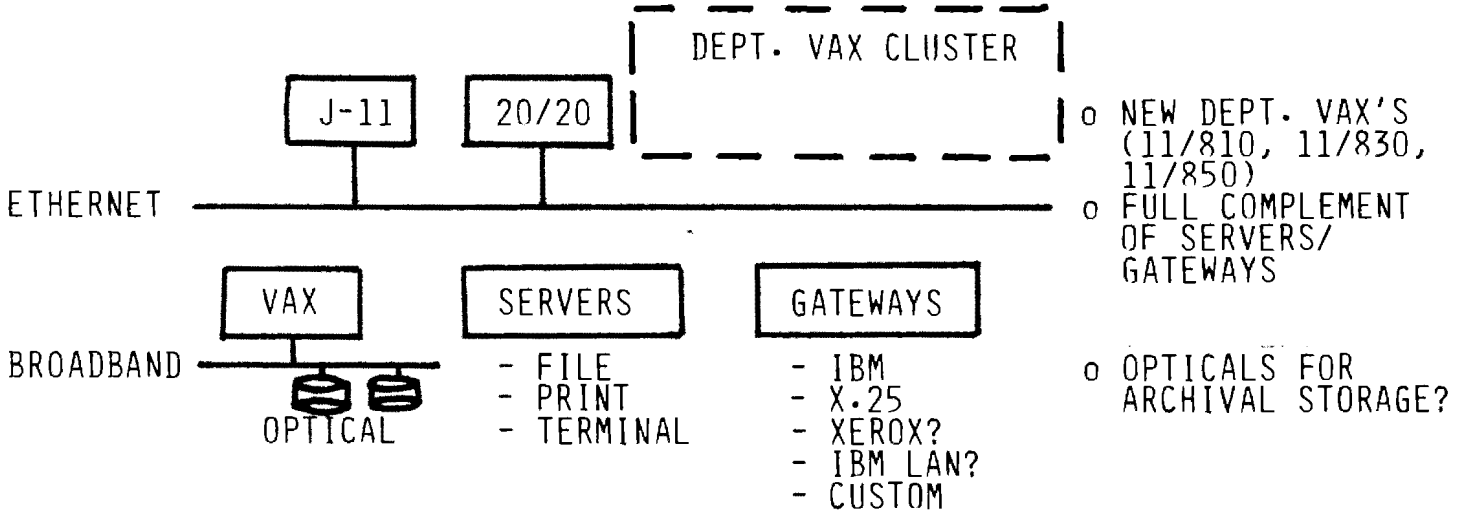 DEPT. VAX CLUSTER
J-11
20/20
o NEW DEPT. VAX'S
(11/810, 11/830,
11/850)
ETHERNET
o FULL COMPLEMENT
OF SERVERS/
GATEWAYS
VAX
SERVERS
GATEWAYS
BROADBAND
OPTICAL
- FILE
- PRINT
- TERMINAL
- IBM
- X.25
- XEROX?
- IBM LAN?
- CUSTOM
o OPTICALS FOR
ARCHIVAL STORAGE?